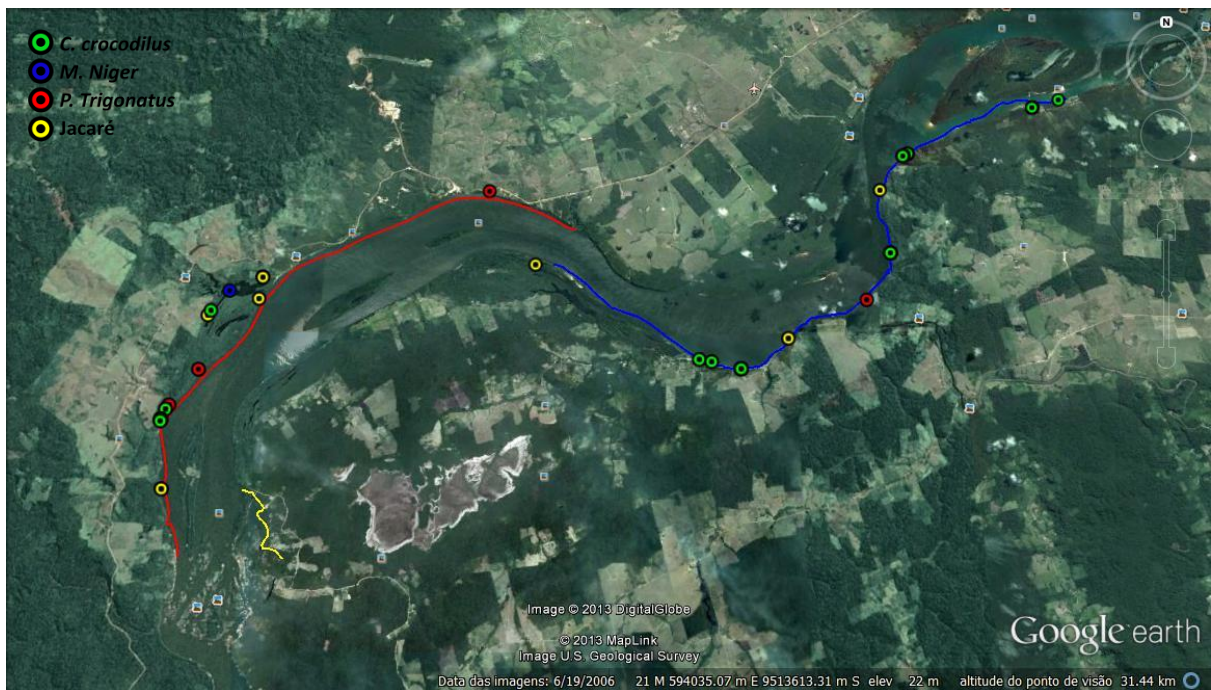 C. crocodilus
M. Niger
P. Trigonatus
Jacaré
N
Image © 2013 DigitalGlobe
© 2013 MapLink
Image U.S. Geological Survey
Google earth
Data das imagens: 6/19/2006 21 M 594035.07 m E 9513613.31 m S elev 22 m altitude do ponto de visão 31.44 km